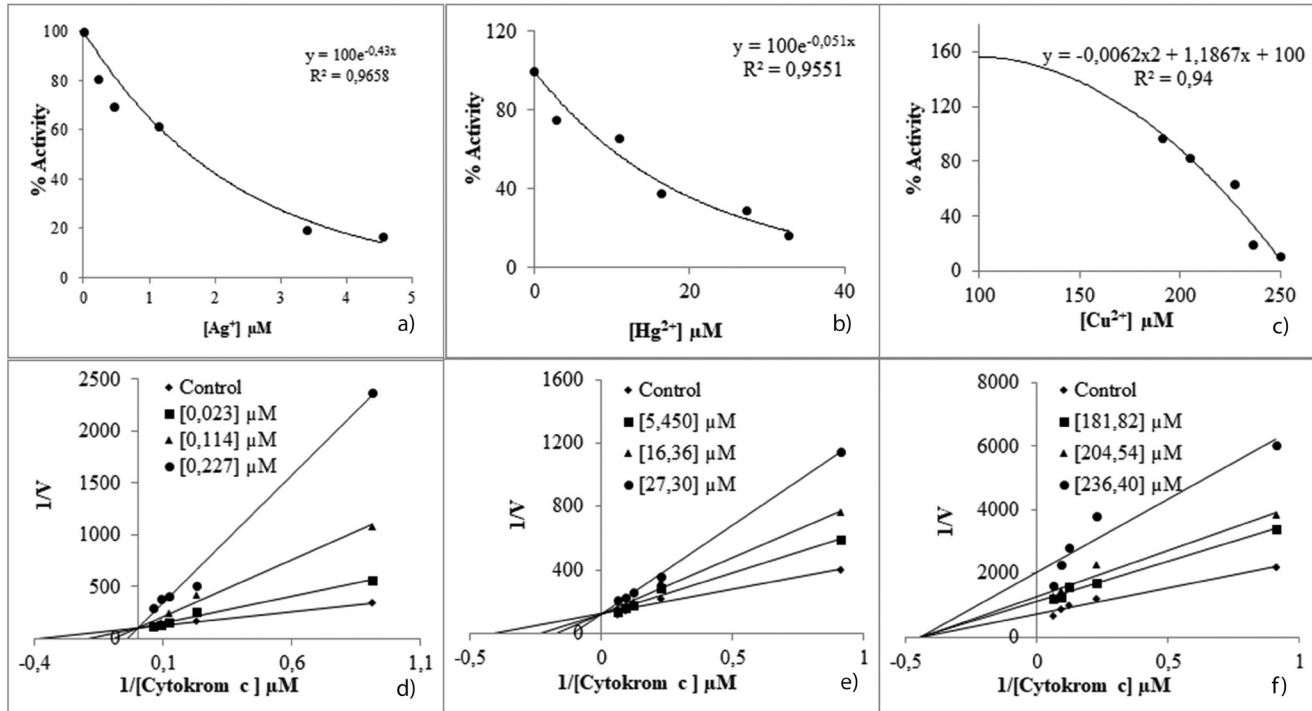 100
80
60
40
20
0
% Activity
y = 100e^-0,43x
R² = 0,9658
0 1 2 3 4 5
[Ag⁺] µM
a)
120
80
40
0
% Activity
y = 100e^-0,051x
R² = 0,9551
0 20 40
[Hg²⁺] µM
b)
160
120
80
40
0
% Activity
y = -0,0062x2 + 1,1867x + 100
R² = 0,94
100 150 200 250
[Cu²⁺] µM
c)
2500
2000
1500
1000
500
0
1/V
Control
[0,023] µM
[0,114] µM
[0,227] µM
-0,4 0,1 0,6 1,1
1/[Cytokrom c] µM
d)
1600
1200
800
400
0
1/V
Control
[5,450] µM
[16,36] µM
[27,30] µM
-0,5 0 0,5 1
1/[Cytokrom c] µM
e)
8000
6000
4000
2000
0
1/V
Control
[181,82] µM
[204,54] µM
[236,40] µM
-0,5 0 0,5 1
1/[Cytokrom c] µM
f)